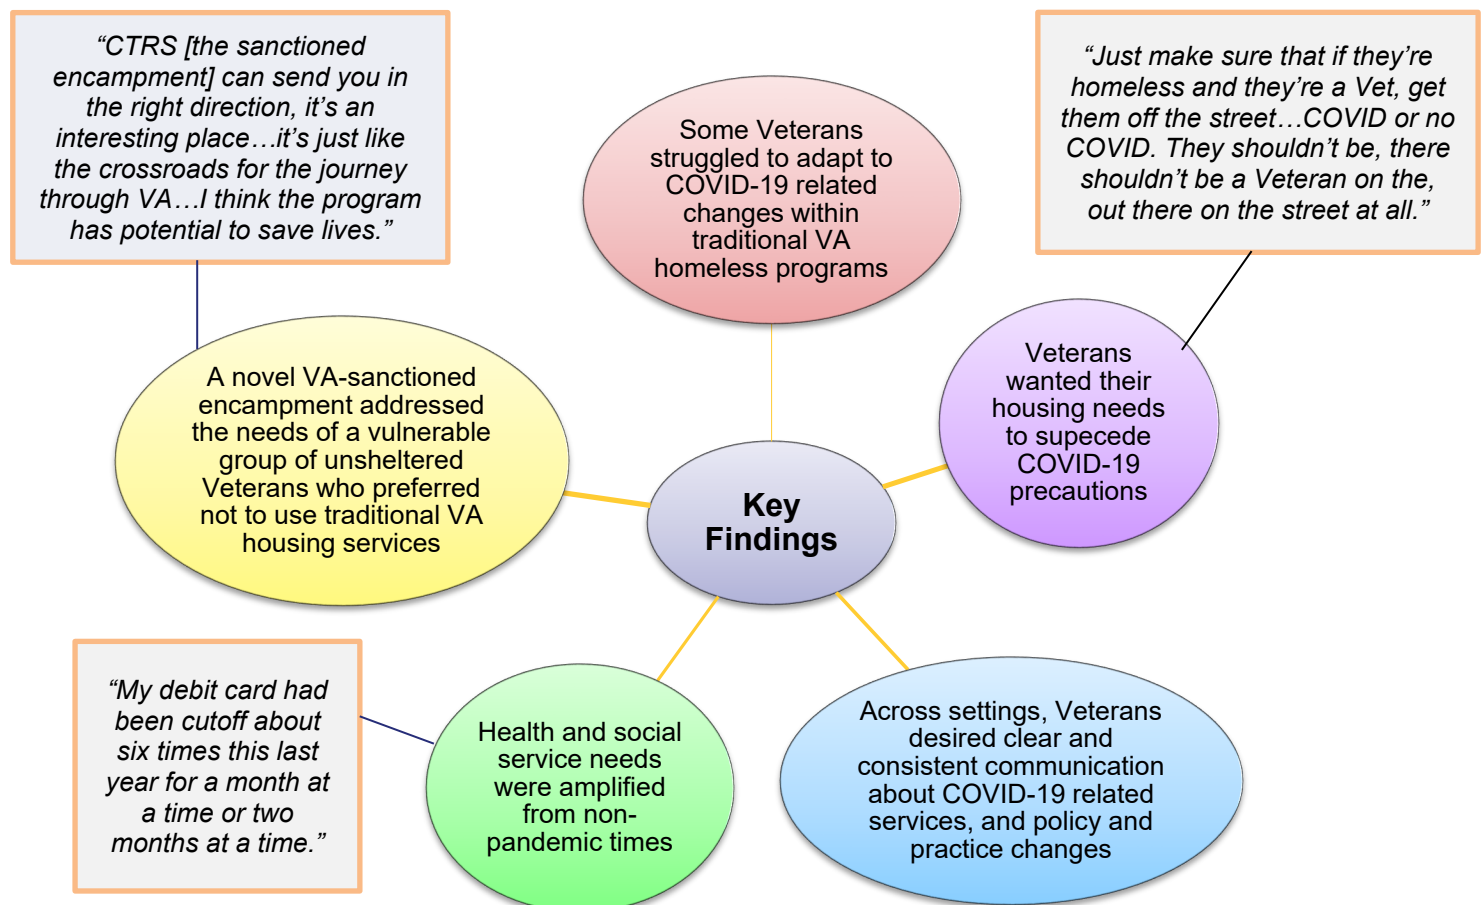 “CTRS [the sanctioned
encampment] can send you in
the right direction, it’s an
interesting place…it’s just like
the crossroads for the journey
through VA…I think the program
has potential to save lives.”
Some Veterans
struggled to adapt to
COVID-19 related
changes within
traditional VA
homeless programs
“Just make sure that if they’re
homeless and they’re a Vet, get
them off the street…COVID or no
COVID. They shouldn’t be, there
shouldn’t be a Veteran on the,
out there on the street at all.”
A novel VA-sanctioned
encampment addressed
the needs of a vulnerable
group of unsheltered
Veterans who preferred
not to use traditional VA
housing services
Key
Findings
Veterans
wanted their
housing needs
to supecede
COVID-19
precautions
“My debit card had
been cutoff about
six times this last
year for a month at
a time or two
months at a time.”
Health and social
service needs
were amplified
from non-
pandemic times
Across settings, Veterans
desired clear and
consistent communication
about COVID-19 related
services, and policy and
practice changes